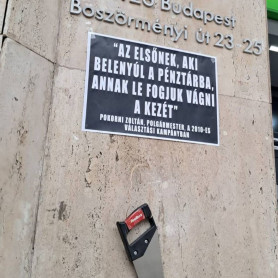 Budapest
Böszörményi út 23 25
"AZ ELSŐNEK, AKI
BELENYÚL A PÉNZTÁRBA,
ANNAK LE FOGJUK VÁGNI
A KEZÉT"
POKORNI ZOLTÁN, POLGÁRMESTER, A 2010-ES
VÁLASZTÁSI KAMPÁNYBAN